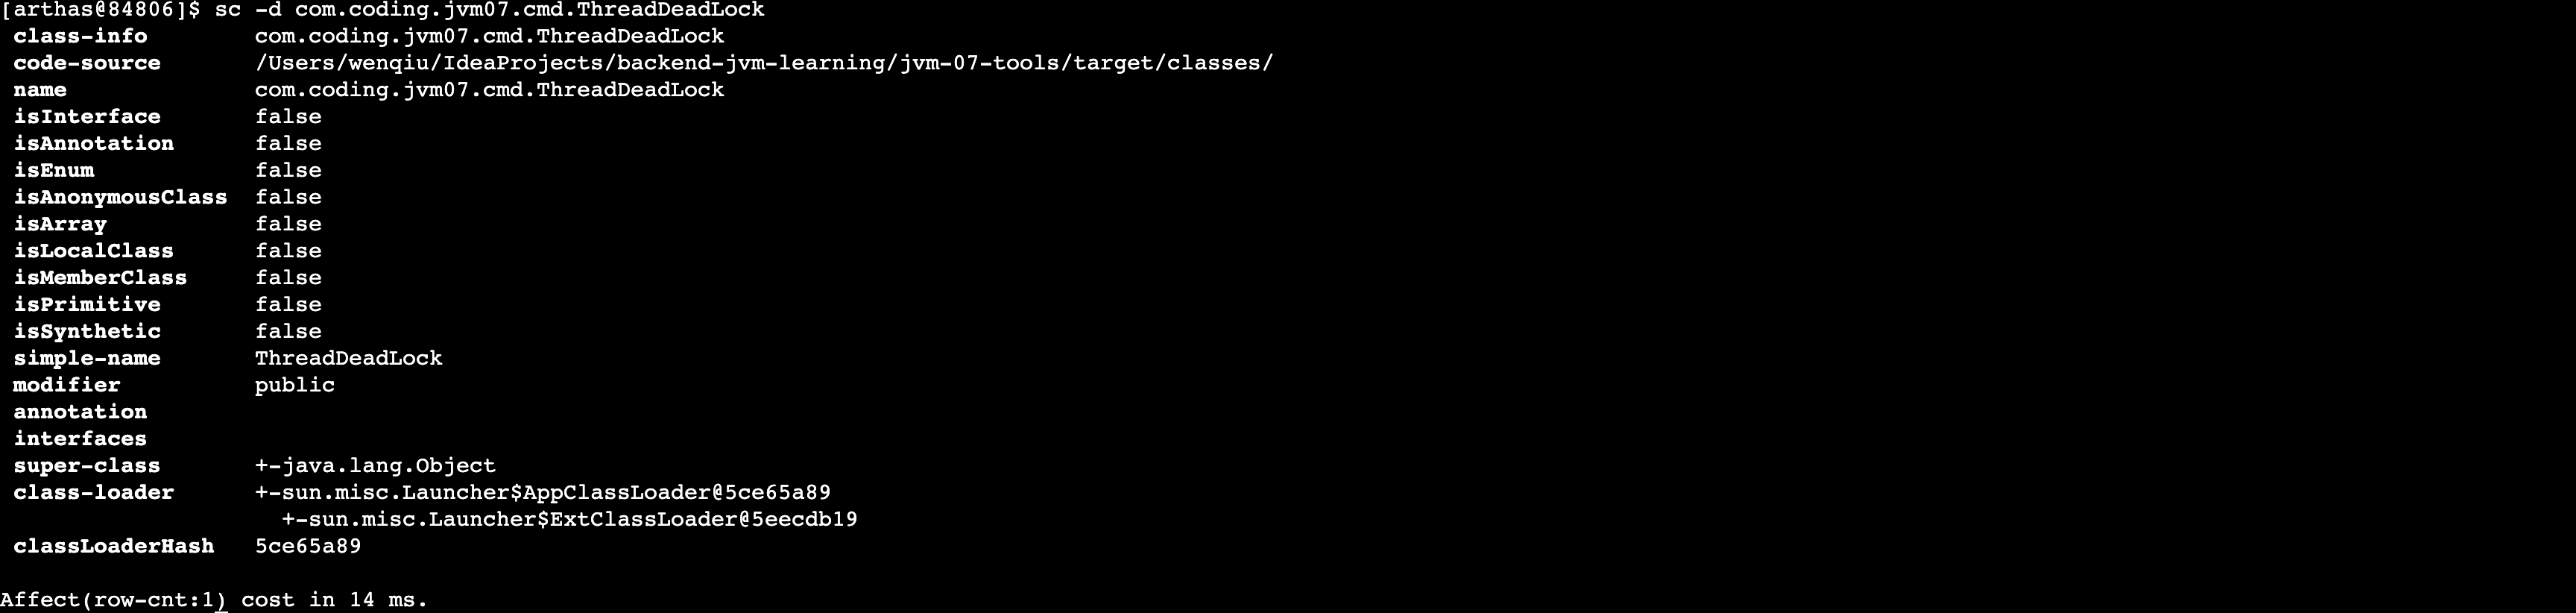 [arthas@84806]$ sc -d com.coding.jvm07.cmd.ThreadDeadLock
class-info        com.coding.jvm07.cmd.ThreadDeadLock
code-source       /Users/wenqiu/IdeaProjects/backend-jvm-learning/jvm-07-tools/target/classes/
name              com.coding.jvm07.cmd.ThreadDeadLock
isInterface       false
isAnnotation      false
isEnum            false
isAnonymousClass  false
isArray           false
isLocalClass      false
isMemberClass     false
isPrimitive       false
isSynthetic       false
simple-name       ThreadDeadLock
modifier          public
annotation
interfaces
super-class       +-java.lang.Object
class-loader      +-sun.misc.Launcher$AppClassLoader@5ce65a89
                    +-sun.misc.Launcher$ExtClassLoader@5eecdb19
classLoaderHash   5ce65a89
Affect(row-cnt:1) cost in 14 ms.